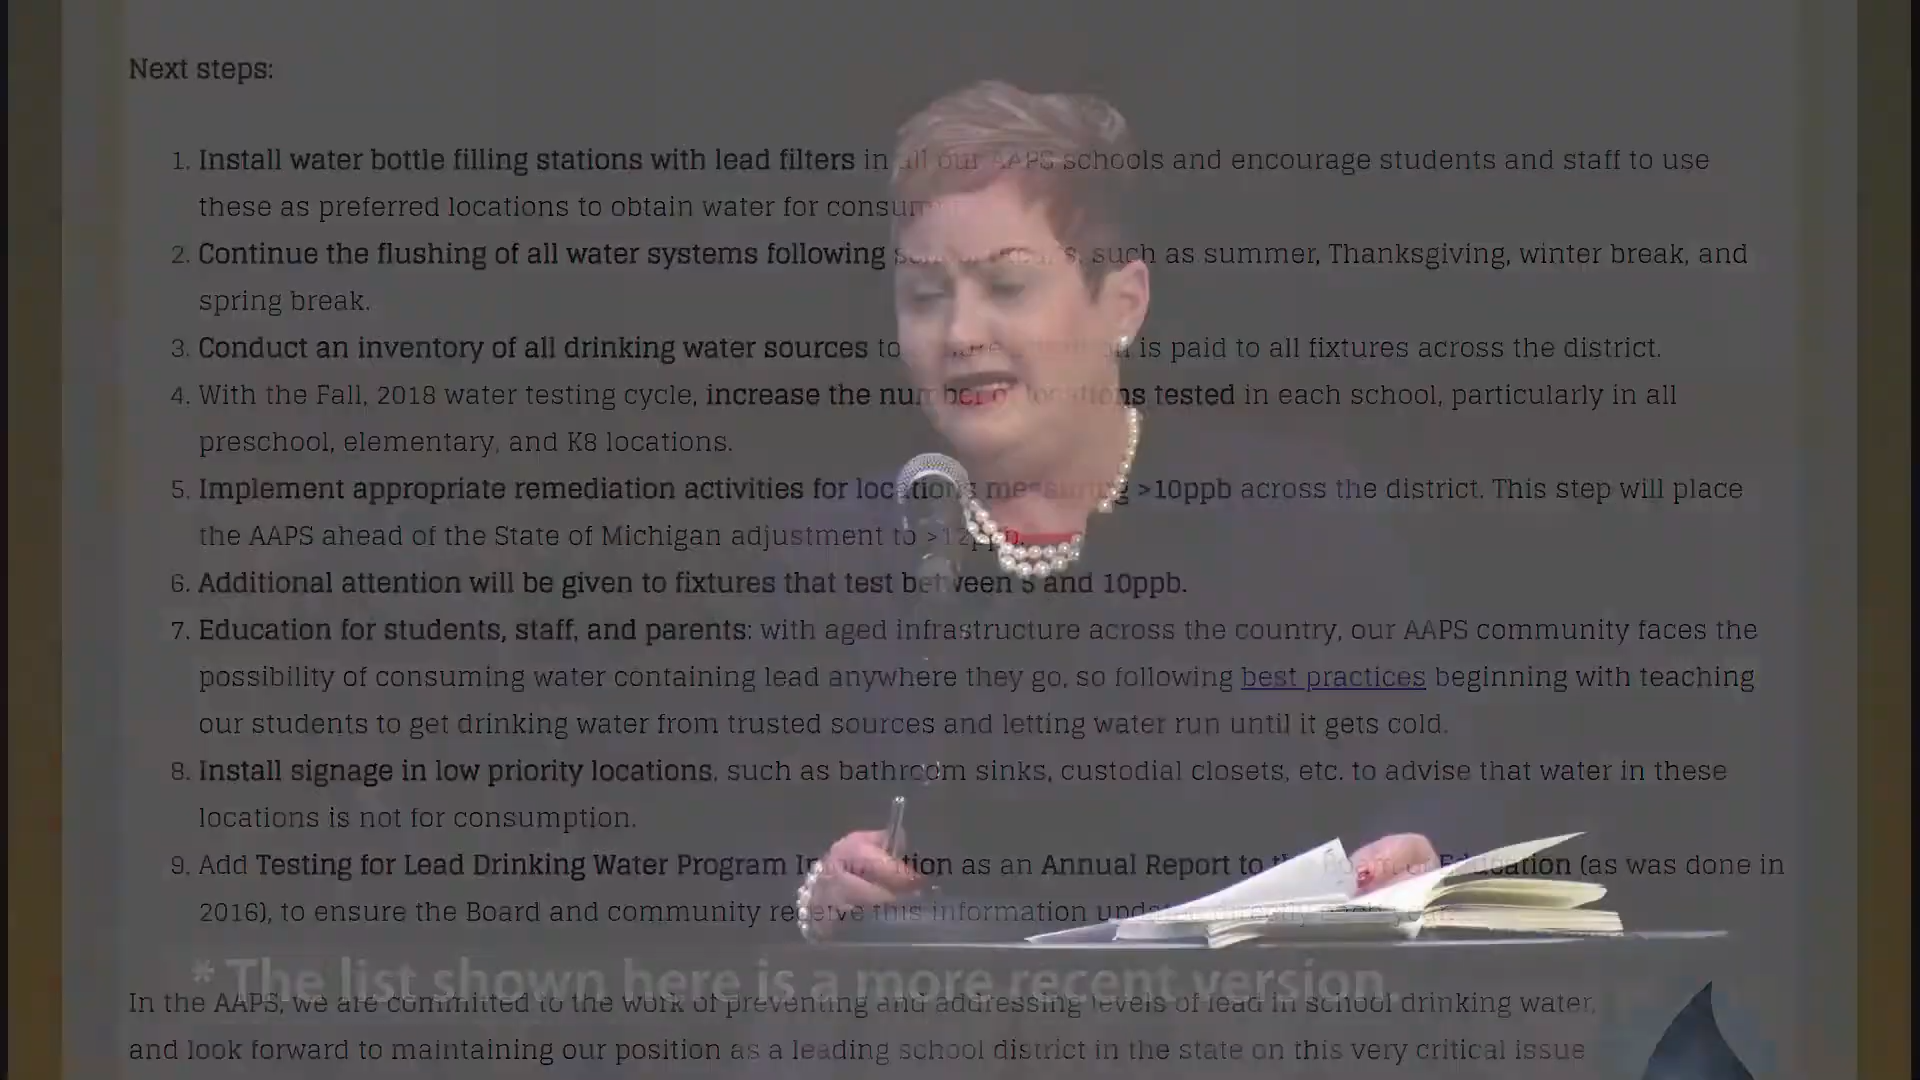 Next steps:
1. Install water bottle filling stations with lead filters in all our AAPS schools and encourage students and staff to use
these as preferred locations to obtain water for
2. Continue the flushing of all water systems following such as summer, Thanksgiving, winter break, and
spring break.
3. Conduct an inventory of all drinking water sources to is paid to all fixtures across the district.
4. With the Fall, 2018 water testing cycle, increase the number of locations tested in each school, particularly in all
preschool, elementary, and K8 locations.
5. Implement appropriate remediation activities for locations measuring >10ppb across the district. This step will place
the AAPS ahead of the State of Michigan adjustment to >12ppb.
6. Additional attention will be given to fixtures that test between 5 and 10ppb.
7. Education for students, staff, and parents: with aged infrastructure across the country, our AAPS community faces the
possibility of consuming water containing lead anywhere they go, so following best practices beginning with teaching
our students to get drinking water from trusted sources and letting water run until it gets cold.
8. Install signage in low priority locations, such as bathroom sinks, custodial closets, etc. to advise that water in these
locations is not for consumption.
9. Add Testing for Lead Drinking Water Program Information as an Annual Report to the Board of Education (as was done in
2016), to ensure the Board and community receive this information
* The list shown here is a more recent version.
In the AAPS, we are committed to the work of preventing and addressing levels of lead in school drinking water,
and look forward to maintaining our position as a leading school district in the state on this very critical issue